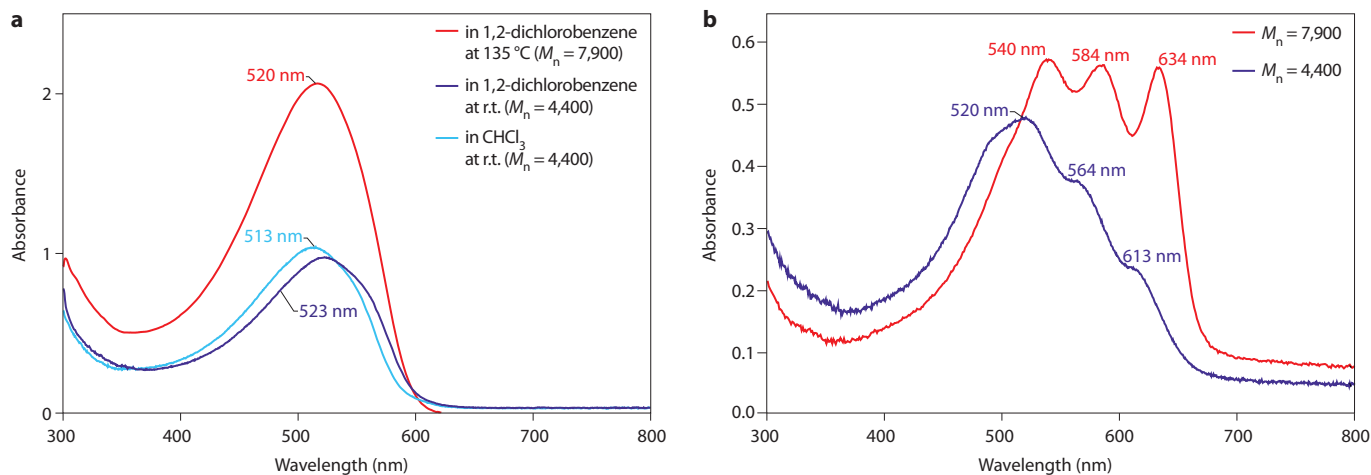 a
in 1,2-dichlorobenzene
at 135 °C (Mn = 7,900)
in 1,2-dichlorobenzene
at r.t. (Mn = 4,400)
in CHCl3
at r.t. (Mn = 4,400)
520 nm
513 nm
523 nm
2
1
0
Absorbance
300 400 500 600 700 800
Wavelength (nm)
b
Mn = 7,900
Mn = 4,400
540 nm
584 nm
634 nm
520 nm
564 nm
613 nm
0.6
0.5
0.4
0.3
0.2
0.1
0.0
Absorbance
300 400 500 600 700 800
Wavelength (nm)